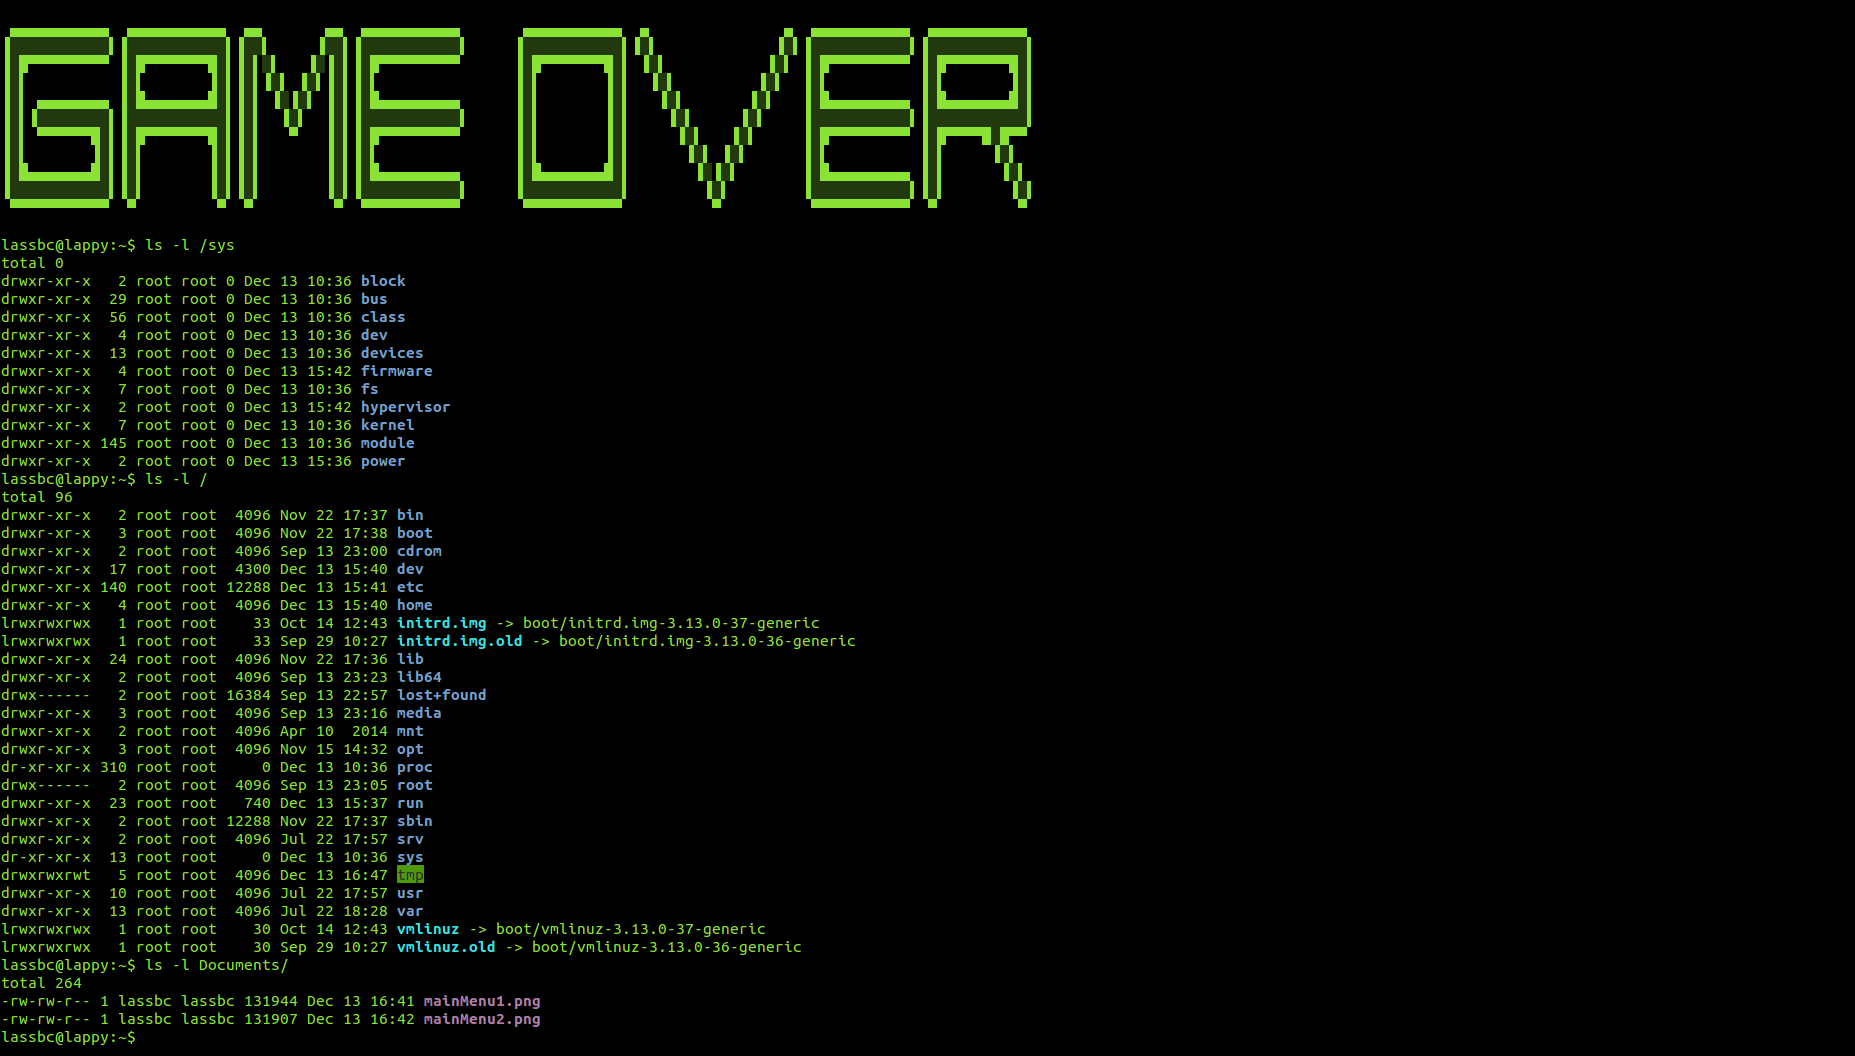 GAME OVER
lassbc@lappy:~$ ls -l /sys
total 0
drwxr-xr-x   2 root root 0 Dec 13 10:36 block
drwxr-xr-x  29 root root 0 Dec 13 10:36 bus
drwxr-xr-x  56 root root 0 Dec 13 10:36 class
drwxr-xr-x   4 root root 0 Dec 13 10:36 dev
drwxr-xr-x  13 root root 0 Dec 13 10:36 devices
drwxr-xr-x   4 root root 0 Dec 13 15:42 firmware
drwxr-xr-x   7 root root 0 Dec 13 10:36 fs
drwxr-xr-x   2 root root 0 Dec 13 15:42 hypervisor
drwxr-xr-x   7 root root 0 Dec 13 10:36 kernel
drwxr-xr-x 145 root root 0 Dec 13 10:36 module
drwxr-xr-x   2 root root 0 Dec 13 15:36 power
lassbc@lappy:~$ ls -l /
total 96
drwxr-xr-x   2 root root  4096 Nov 22 17:37 bin
drwxr-xr-x   3 root root  4096 Nov 22 17:38 boot
drwxr-xr-x   2 root root  4096 Sep 13 23:00 cdrom
drwxr-xr-x  17 root root  4300 Dec 13 15:40 dev
drwxr-xr-x 140 root root 12288 Dec 13 15:41 etc
drwxr-xr-x   4 root root  4096 Dec 13 15:40 home
lrwxrwxrwx   1 root root    33 Oct 14 12:43 initrd.img -> boot/initrd.img-3.13.0-37-generic
lrwxrwxrwx   1 root root    33 Sep 29 10:27 initrd.img.old -> boot/initrd.img-3.13.0-36-generic
drwxr-xr-x  24 root root  4096 Nov 22 17:36 lib
drwxr-xr-x   2 root root  4096 Sep 13 23:23 lib64
drwx------   2 root root 16384 Sep 13 22:57 lost+found
drwxr-xr-x   3 root root  4096 Sep 13 23:16 media
drwxr-xr-x   2 root root  4096 Apr 10  2014 mnt
drwxr-xr-x   3 root root  4096 Nov 15 14:32 opt
dr-xr-xr-x 310 root root     0 Dec 13 10:36 proc
drwx------   2 root root  4096 Sep 13 23:05 root
drwxr-xr-x  23 root root   740 Dec 13 15:37 run
drwxr-xr-x   2 root root 12288 Nov 22 17:37 sbin
drwxr-xr-x   2 root root  4096 Jul 22 17:57 srv
dr-xr-xr-x  13 root root     0 Dec 13 10:36 sys
drwxrwxrwt   5 root root  4096 Dec 13 16:47 tmp
drwxr-xr-x  10 root root  4096 Jul 22 17:57 usr
drwxr-xr-x  13 root root  4096 Jul 22 18:28 var
lrwxrwxrwx   1 root root    30 Oct 14 12:43 vmlinuz -> boot/vmlinuz-3.13.0-37-generic
lrwxrwxrwx   1 root root    30 Sep 29 10:27 vmlinuz.old -> boot/vmlinuz-3.13.0-36-generic
lassbc@lappy:~$ ls -l Documents/
total 264
-rw-rw-r-- 1 lassbc lassbc 131944 Dec 13 16:41 mainMenu1.png
-rw-rw-r-- 1 lassbc lassbc 131907 Dec 13 16:42 mainMenu2.png
lassbc@lappy:~$